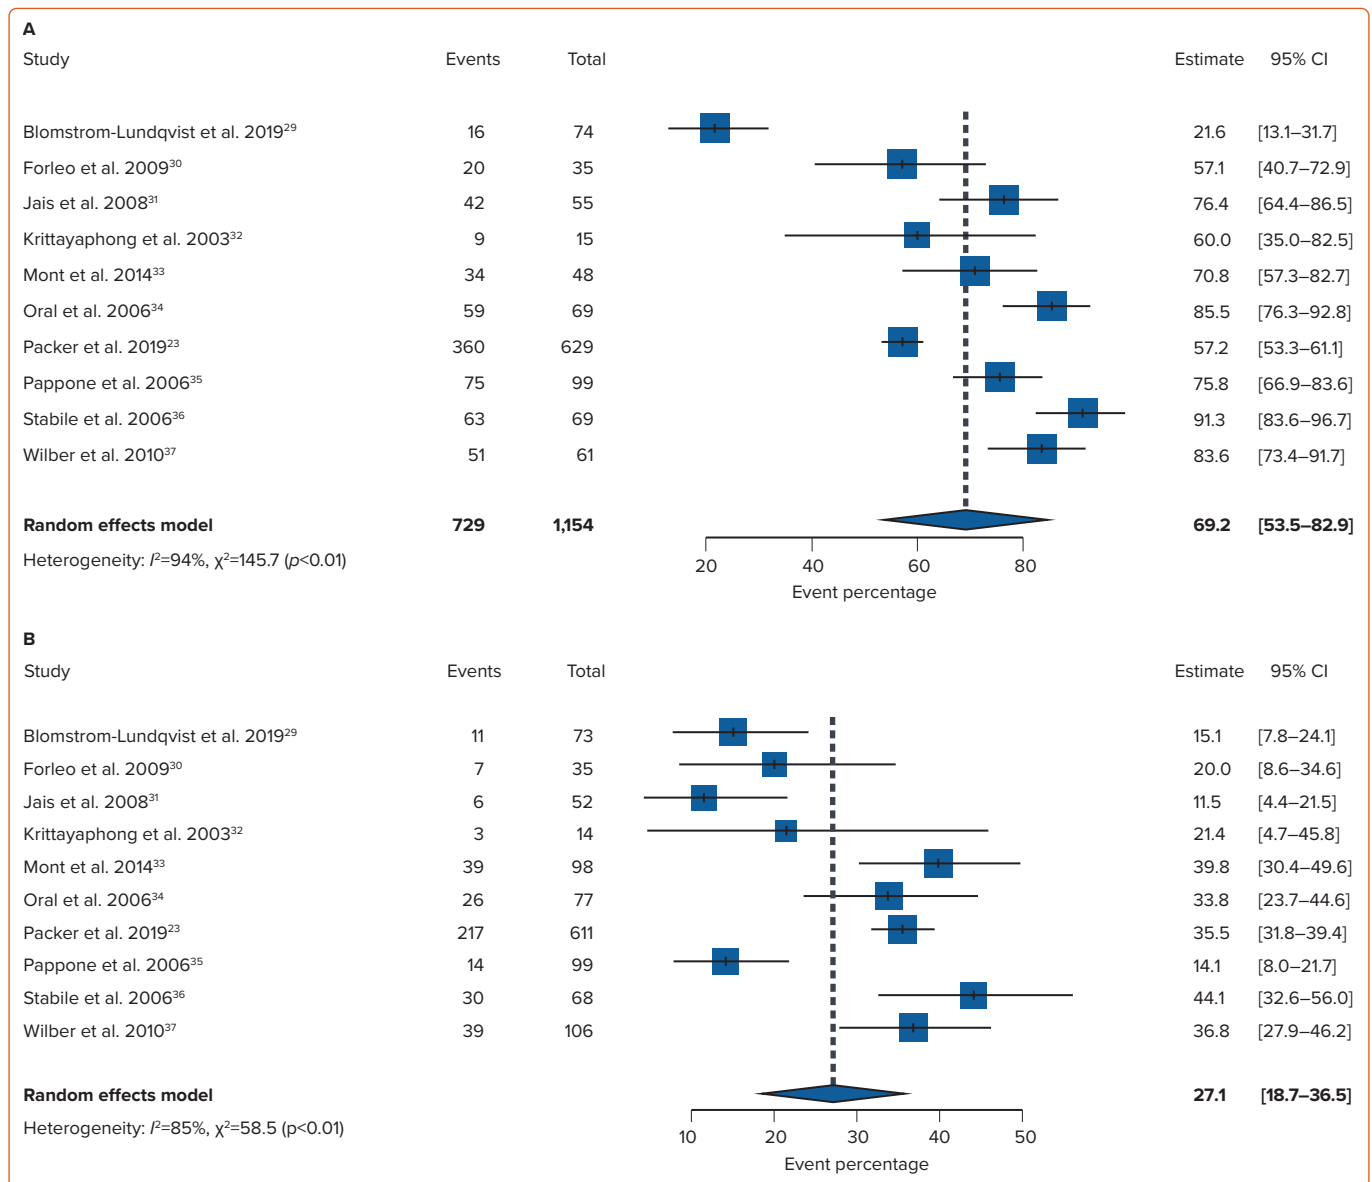 A
Study Events Total Estimate 95% CI
Blomstrom-Lundqvist et al. 2019²⁹ 16 74 21.6 [13.1–31.7]
Forleo et al. 2009³⁰ 20 35 57.1 [40.7–72.9]
Jais et al. 2008³¹ 42 55 76.4 [64.4–86.5]
Krittayaphong et al. 2003³² 9 15 60.0 [35.0–82.5]
Mont et al. 2014³³ 34 48 70.8 [57.3–82.7]
Oral et al. 2006³⁴ 59 69 85.5 [76.3–92.8]
Packer et al. 2019²³ 360 629 57.2 [53.3–61.1]
Pappone et al. 2006³⁵ 75 99 75.8 [66.9–83.6]
Stabile et al. 2006³⁶ 63 69 91.3 [83.6–96.7]
Wilber et al. 2010³⁷ 51 61 83.6 [73.4–91.7]
Random effects model 729 1,154 69.2 [53.5–82.9]
Heterogeneity: I²=94%, χ²=145.7 (p<0.01)
20 40 60 80
Event percentage
B
Study Events Total Estimate 95% CI
Blomstrom-Lundqvist et al. 2019²⁹ 11 73 15.1 [7.8–24.1]
Forleo et al. 2009³⁰ 7 35 20.0 [8.6–34.6]
Jais et al. 2008³¹ 6 52 11.5 [4.4–21.5]
Krittayaphong et al. 2003³² 3 14 21.4 [4.7–45.8]
Mont et al. 2014³³ 39 98 39.8 [30.4–49.6]
Oral et al. 2006³⁴ 26 77 33.8 [23.7–44.6]
Packer et al. 2019²³ 217 611 35.5 [31.8–39.4]
Pappone et al. 2006³⁵ 14 99 14.1 [8.0–21.7]
Stabile et al. 2006³⁶ 30 68 44.1 [32.6–56.0]
Wilber et al. 2010³⁷ 39 106 36.8 [27.9–46.2]
Random effects model 27.1 [18.7–36.5]
Heterogeneity: I²=85%, χ²=58.5 (p<0.01)
10 20 30 40 50
Event percentage